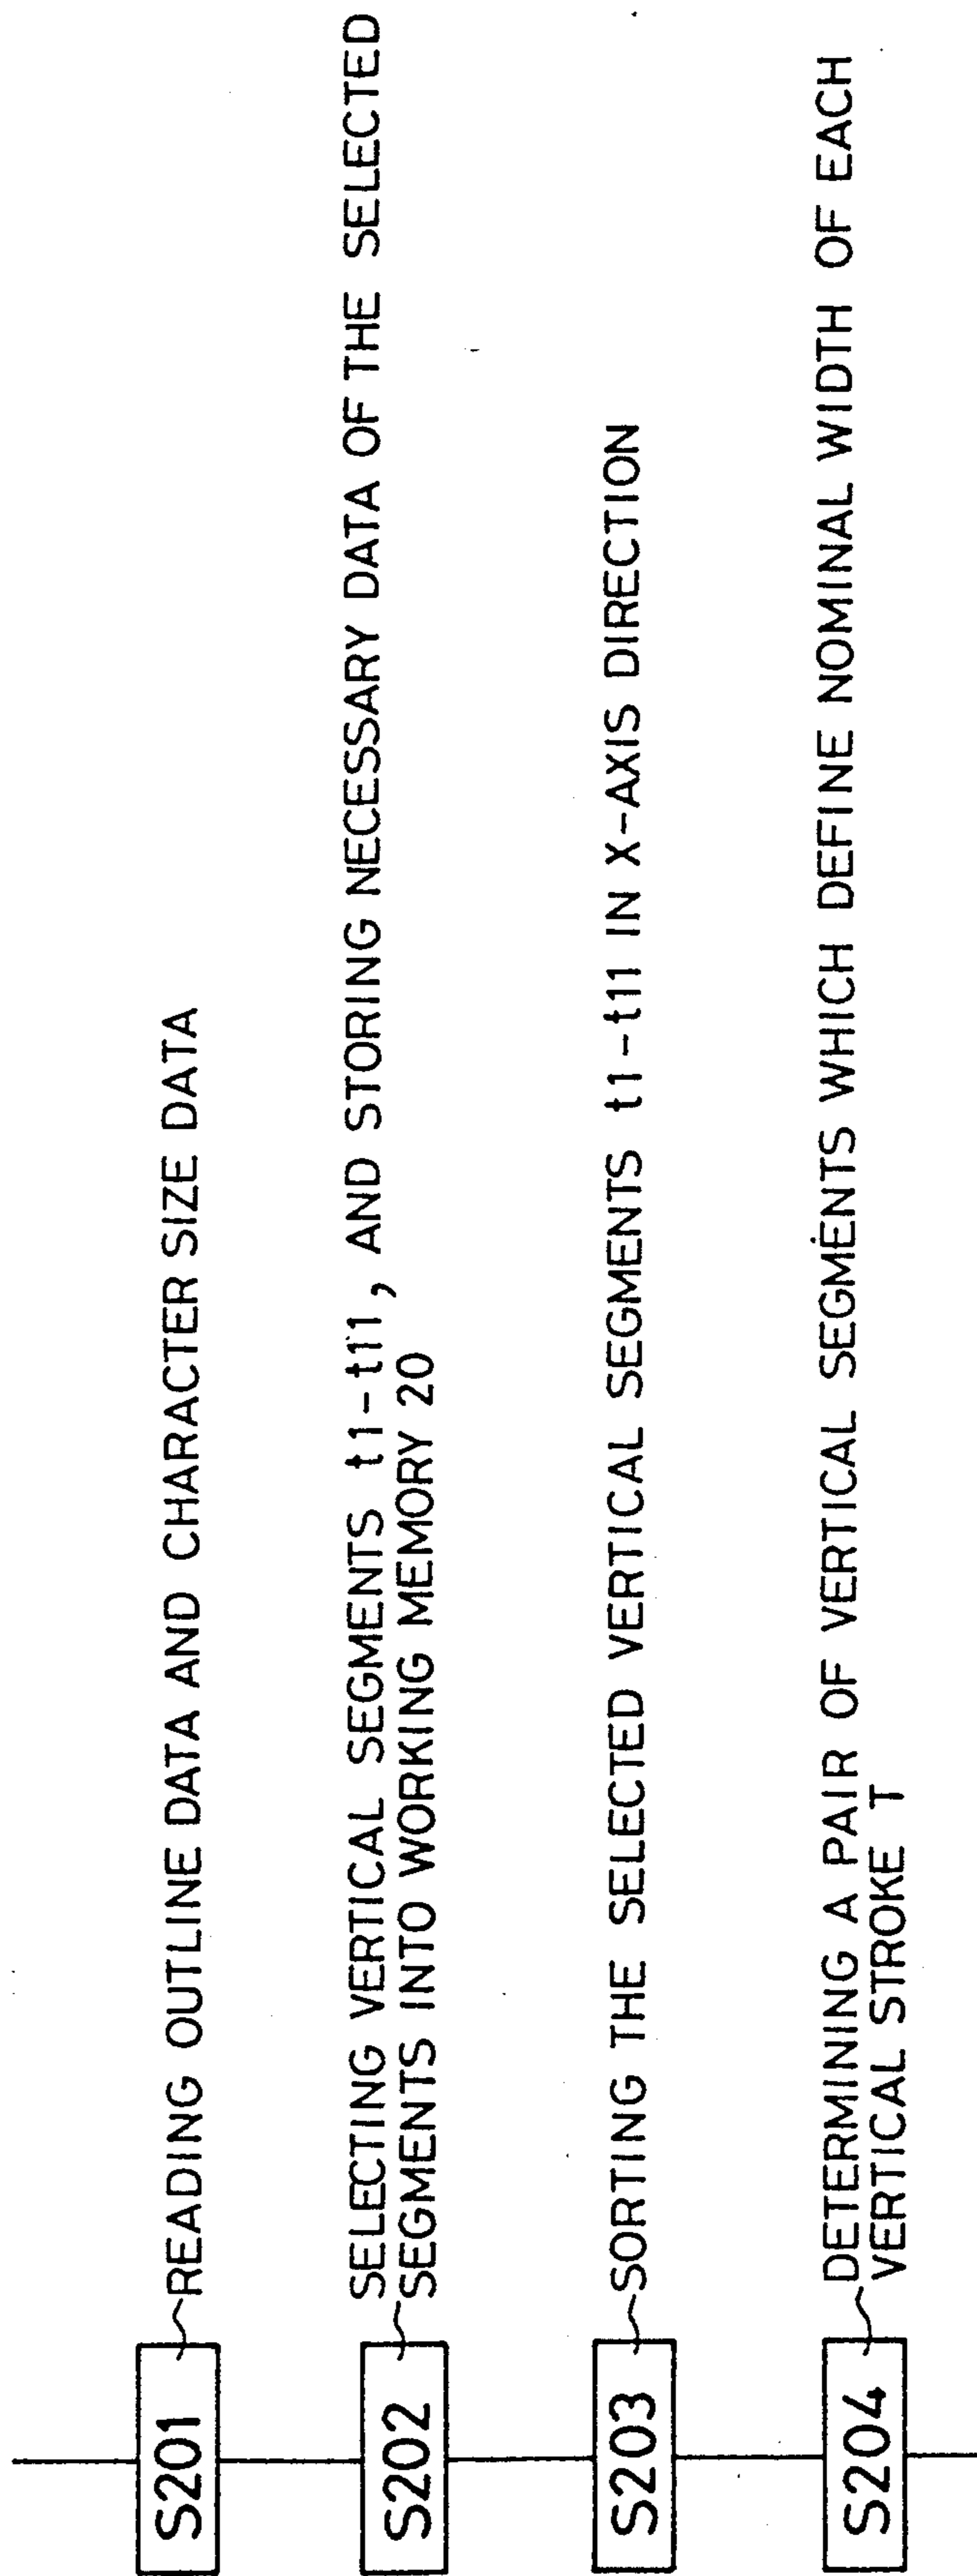 S201
READING OUTLINE DATA AND CHARACTER SIZE DATA
S202
SELECTING VERTICAL SEGMENTS t1-t11, AND STORING NECESSARY DATA OF THE SELECTED
SEGMENTS INTO WORKING MEMORY 20
S203
SORTING THE SELECTED VERTICAL SEGMENTS t1-t11 IN X-AXIS DIRECTION
S204
DETERMINING A PAIR OF VERTICAL SEGMENTS WHICH DEFINE NOMINAL WIDTH OF EACH
VERTICAL STROKE T